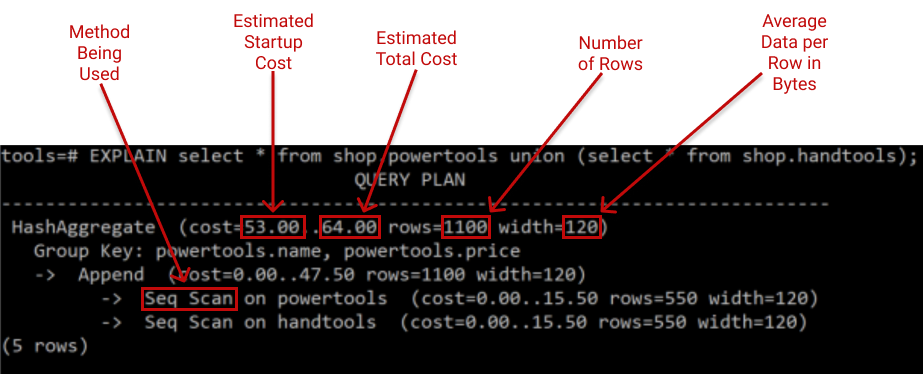 Method
Being
Used
Estimated
Startup
Cost
Estimated
Total Cost
Number
of Rows
Average
Data per
Row in
Bytes
tools=# EXPLAIN select * from shop.powertools union (select * from shop.handtools);
QUERY PLAN
--------------------------------------------------------------------------
HashAggregate  (cost=53.00..64.00 rows=1100 width=120)
  Group Key: powertools.name, powertools.price
  ->  Append  (cost=0.00..47.50 rows=1100 width=120)
        ->  Seq Scan on powertools  (cost=0.00..15.50 rows=550 width=120)
        ->  Seq Scan on handtools  (cost=0.00..15.50 rows=550 width=120)
(5 rows)